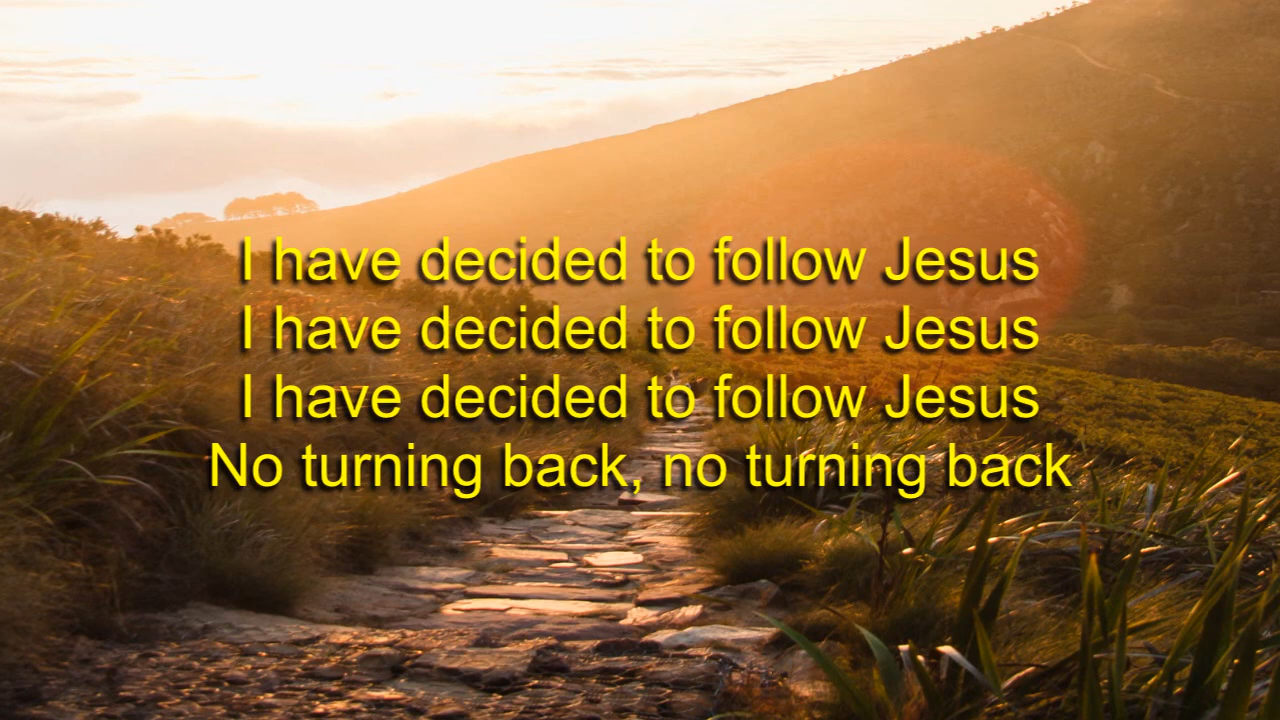 I have decided to follow Jesus
I have decided to follow Jesus
I have decided to follow Jesus
No turning back, no turning back